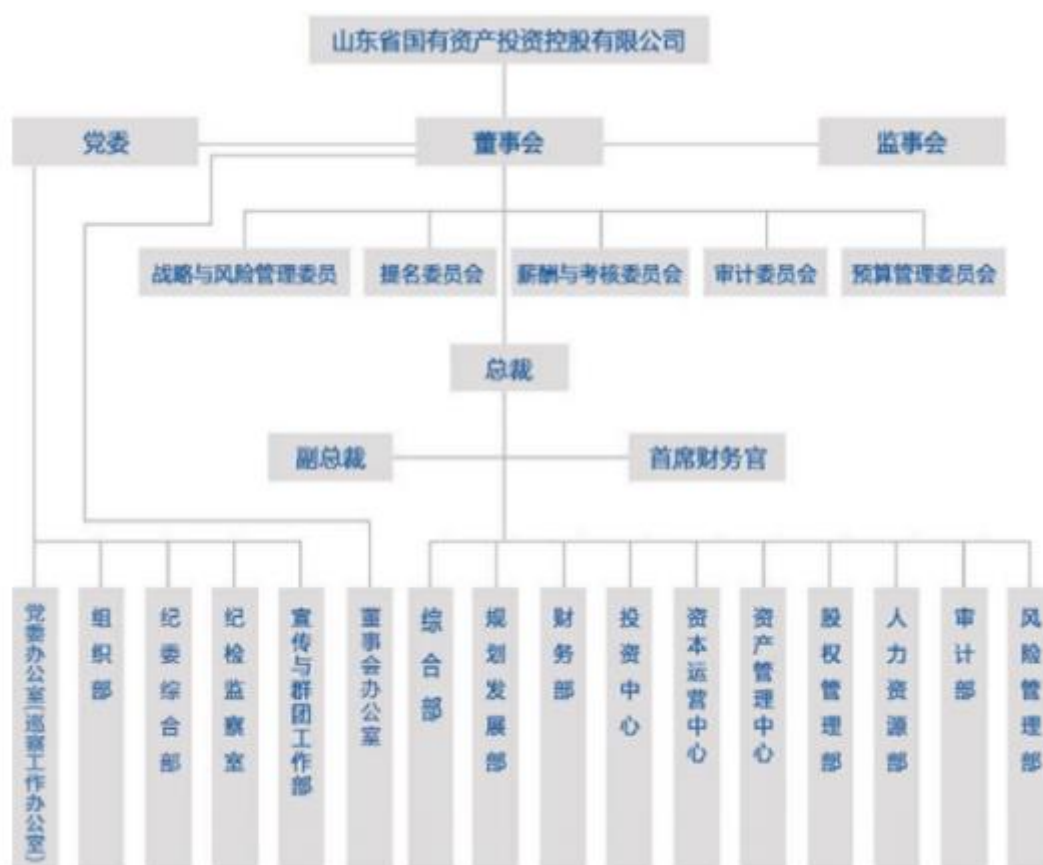 山东省国有资产投资控股有限公司
党委
董事会
监事会
战略与风险管理委员
提名委员会
薪酬与考核委员会
审计委员会
预算管理委员会
总裁
副总裁
首席财务官
党委办公室(巡察工作办公室)
组织部
纪委综合部
纪检监察室
宣传与群团工作部
董事会办公室
综合部
规划发展部
财务部
投资中心
资本运营中心
资产管理中心
股权管理部
人力资源部
审计部
风险管理部